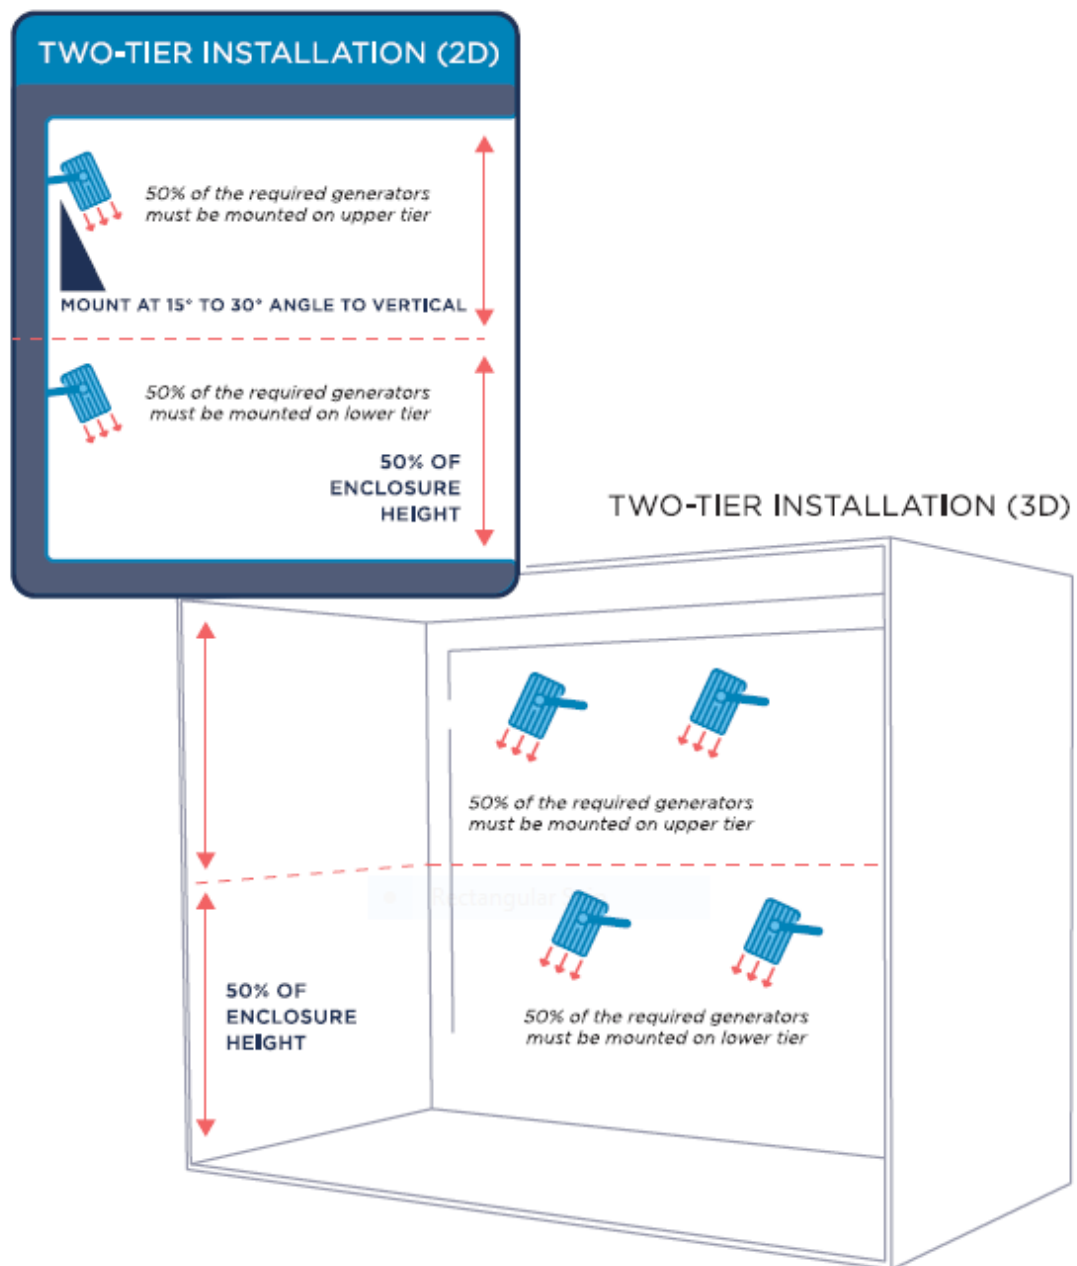 TWO-TIER INSTALLATION (2D)
50% of the required generators
must be mounted on upper tier
MOUNT AT 15° TO 30° ANGLE TO VERTICAL
50% of the required generators
must be mounted on lower tier
50% OF
ENCLOSURE
HEIGHT
TWO-TIER INSTALLATION (3D)
50% of the required generators
must be mounted on upper tier
Rectangular
50% OF
ENCLOSURE
HEIGHT
50% of the required generators
must be mounted on lower tier